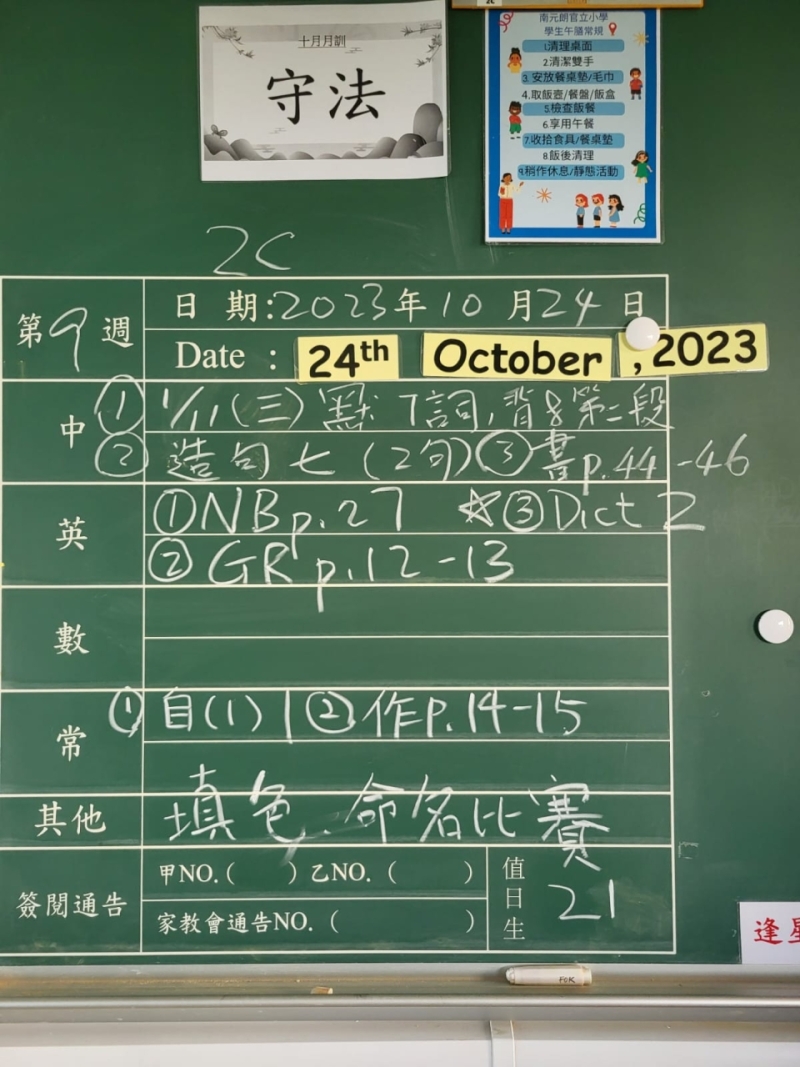 十月月訓
守法
南元朗官立小學
學生午膳常規
1.清理桌面
2.清潔雙手
3.安放餐桌墊/毛巾
4.取飯壺/餐盤/飯盒
5.檢查飯餐
6.享用午餐
7.收拾食具/餐桌墊
8.飯後清理
9.稍作休息/靜態活動
2C
第9週
日期:2023年10月24日
Date : 24th October, 2023
中
① 1/11(三)默7詞,背8第二段
② 造句七(2句)③書p.44-46
英
①NBp.27 ☆③Dict 2
②GR p.12-13
數
常
① 自(1) | ②作p.14-15
其他
填色、命名比賽
簽閱通告
甲NO.( ) 乙NO.( )
家教會通告NO.( )
值日生
21
逢星
FOK